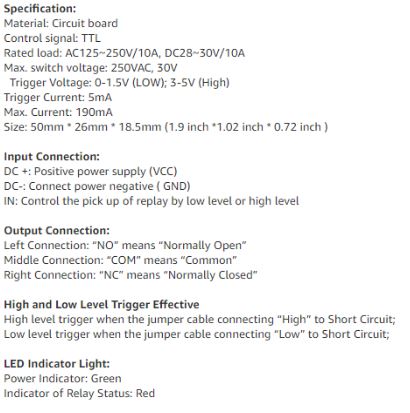 Specification:
Material: Circuit board
Control signal: TTL
Rated load: AC125~250V/10A, DC28~30V/10A
Max. switch voltage: 250VAC, 30V
Trigger Voltage: 0-1.5V (LOW); 3-5V (High)
Trigger Current: 5mA
Max. Current: 190mA
Size: 50mm * 26mm * 18.5mm (1.9 inch *1.02 inch * 0.72 inch )
Input Connection:
DC +: Positive power supply (VCC)
DC-: Connect power negative ( GND)
IN: Control the pick up of replay by low level or high level
Output Connection:
Left Connection: “NO” means “Normally Open”
Middle Connection: “COM” means “Common”
Right Connection: “NC” means “Normally Closed”
High and Low Level Trigger Effective
High level trigger when the jumper cable connecting “High” to Short Circuit;
Low level trigger when the jumper cable connecting “Low” to Short Circuit;
LED Indicator Light:
Power Indicator: Green
Indicator of Relay Status: Red